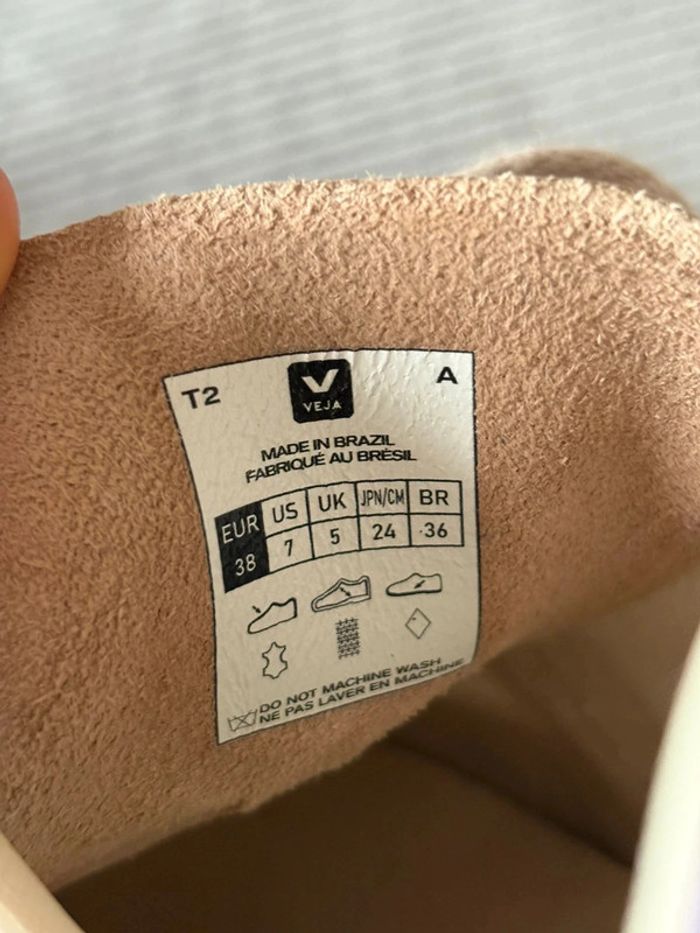 T2
V
VEJA
A
MADE IN BRAZIL
FABRIQUÉ AU BRÉSIL
EUR US UK JPN/CM BR
38 7 5 24 36
DO NOT MACHINE WASH
NE PAS LAVER EN MACHINE